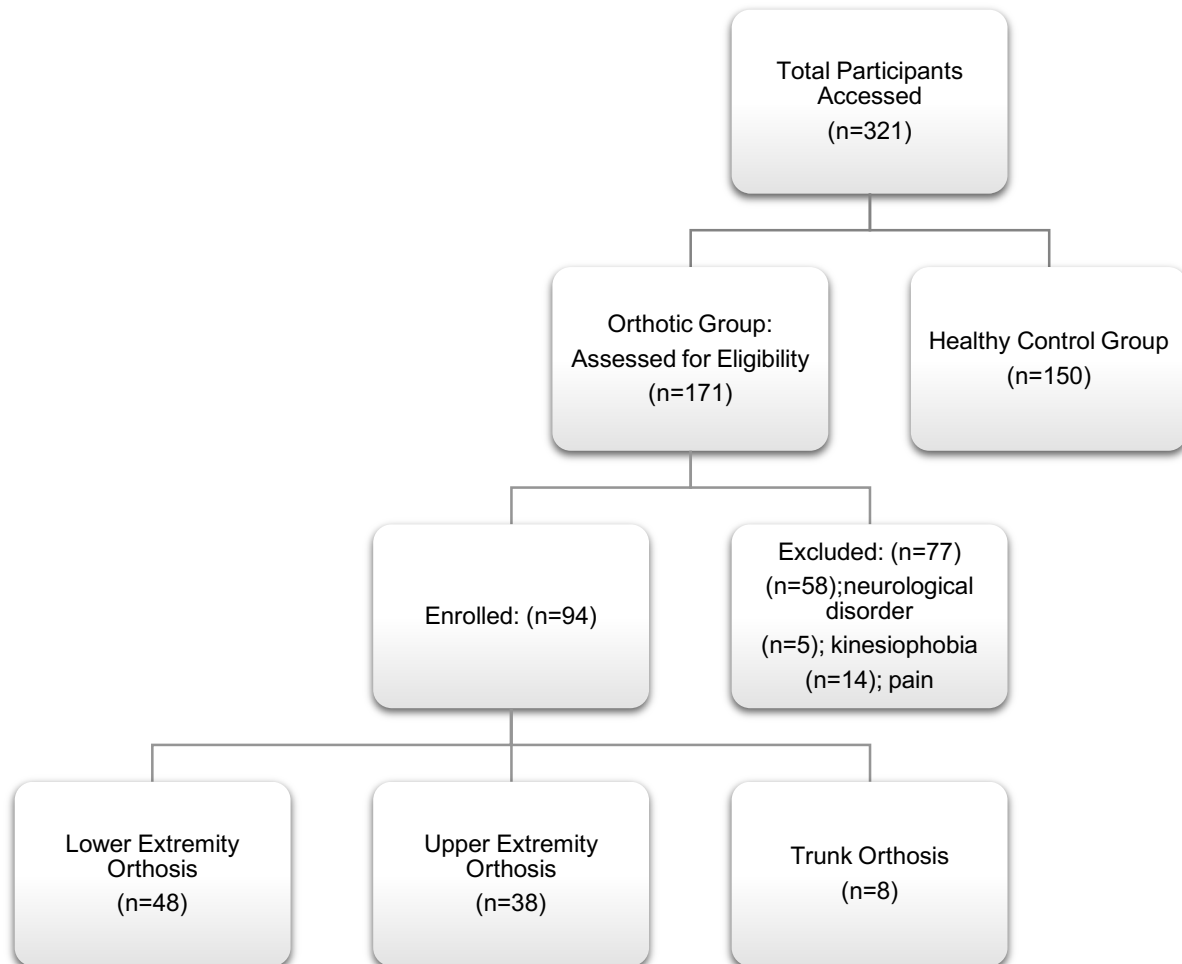 Total Participants
Accessed
(n=321)
Orthotic Group:
Assessed for Eligibility
(n=171)
Healthy Control Group
(n=150)
Enrolled: (n=94)
Excluded: (n=77)
(n=58);neurological
disorder
(n=5); kinesiophobia
(n=14); pain
Lower Extremity
Orthosis
(n=48)
Upper Extremity
Orthosis
(n=38)
Trunk Orthosis
(n=8)